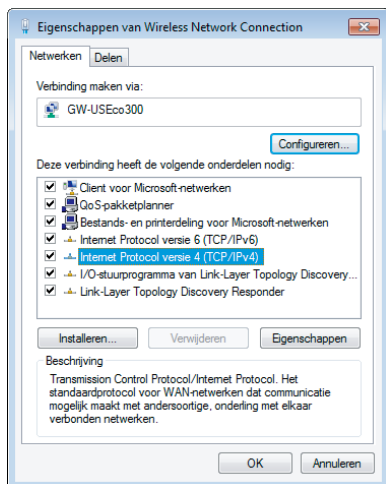 Eigenschappen van Wireless Network Connection
Netwerken Delen
Verbinding maken via:
GW-USEco300
Configureren...
Deze verbinding heeft de volgende onderdelen nodig:
Client voor Microsoft-netwerken
QoS-pakketplanner
Bestands- en printerdeling voor Microsoft-netwerken
Internet Protocol versie 6 (TCP/IPv6)
Internet Protocol versie 4 (TCP/IPv4)
I/O-stuurprogramma van Link-Layer Topology Discovery...
Link-Layer Topology Discovery Responder
Installeren... Verwijderen Eigenschappen
Beschrijving
Transmission Control Protocol/Internet Protocol. Het
standaardprotocol voor WAN-netwerken dat communicatie
mogelijk maakt met andersoortige, onderling met elkaar
verbonden netwerken.
OK Annuleren